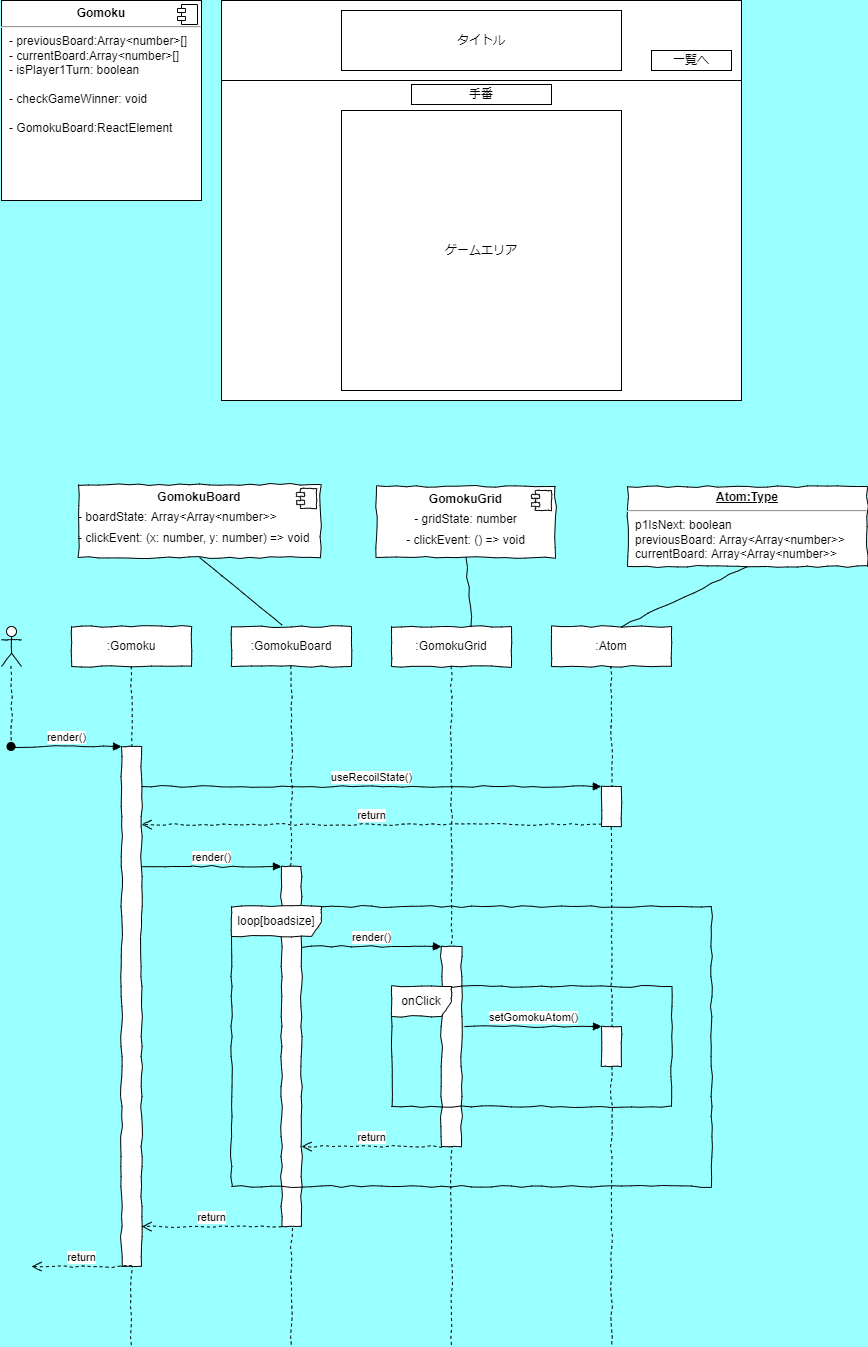 Gomoku
- previousBoard:Array<number>[]
- currentBoard:Array<number>[]
- isPlayer1Turn: boolean
- checkGameWinner: void
- GomokuBoard:ReactElement
タイトル
一覧へ
手番
ゲームエリア
GomokuBoard
- boardState: Array<Array<number>>
- clickEvent: (x: number, y: number) => void
GomokuGrid
- gridState: number
- clickEvent: () => void
Atom:Type
p1IsNext: boolean
previousBoard: Array<Array<number>>
currentBoard: Array<Array<number>>
:Gomoku
:GomokuBoard
:GomokuGrid
:Atom
render()
useRecoilState()
return
render()
loop[boadsize]
render()
onClick
setGomokuAtom()
return
return
return